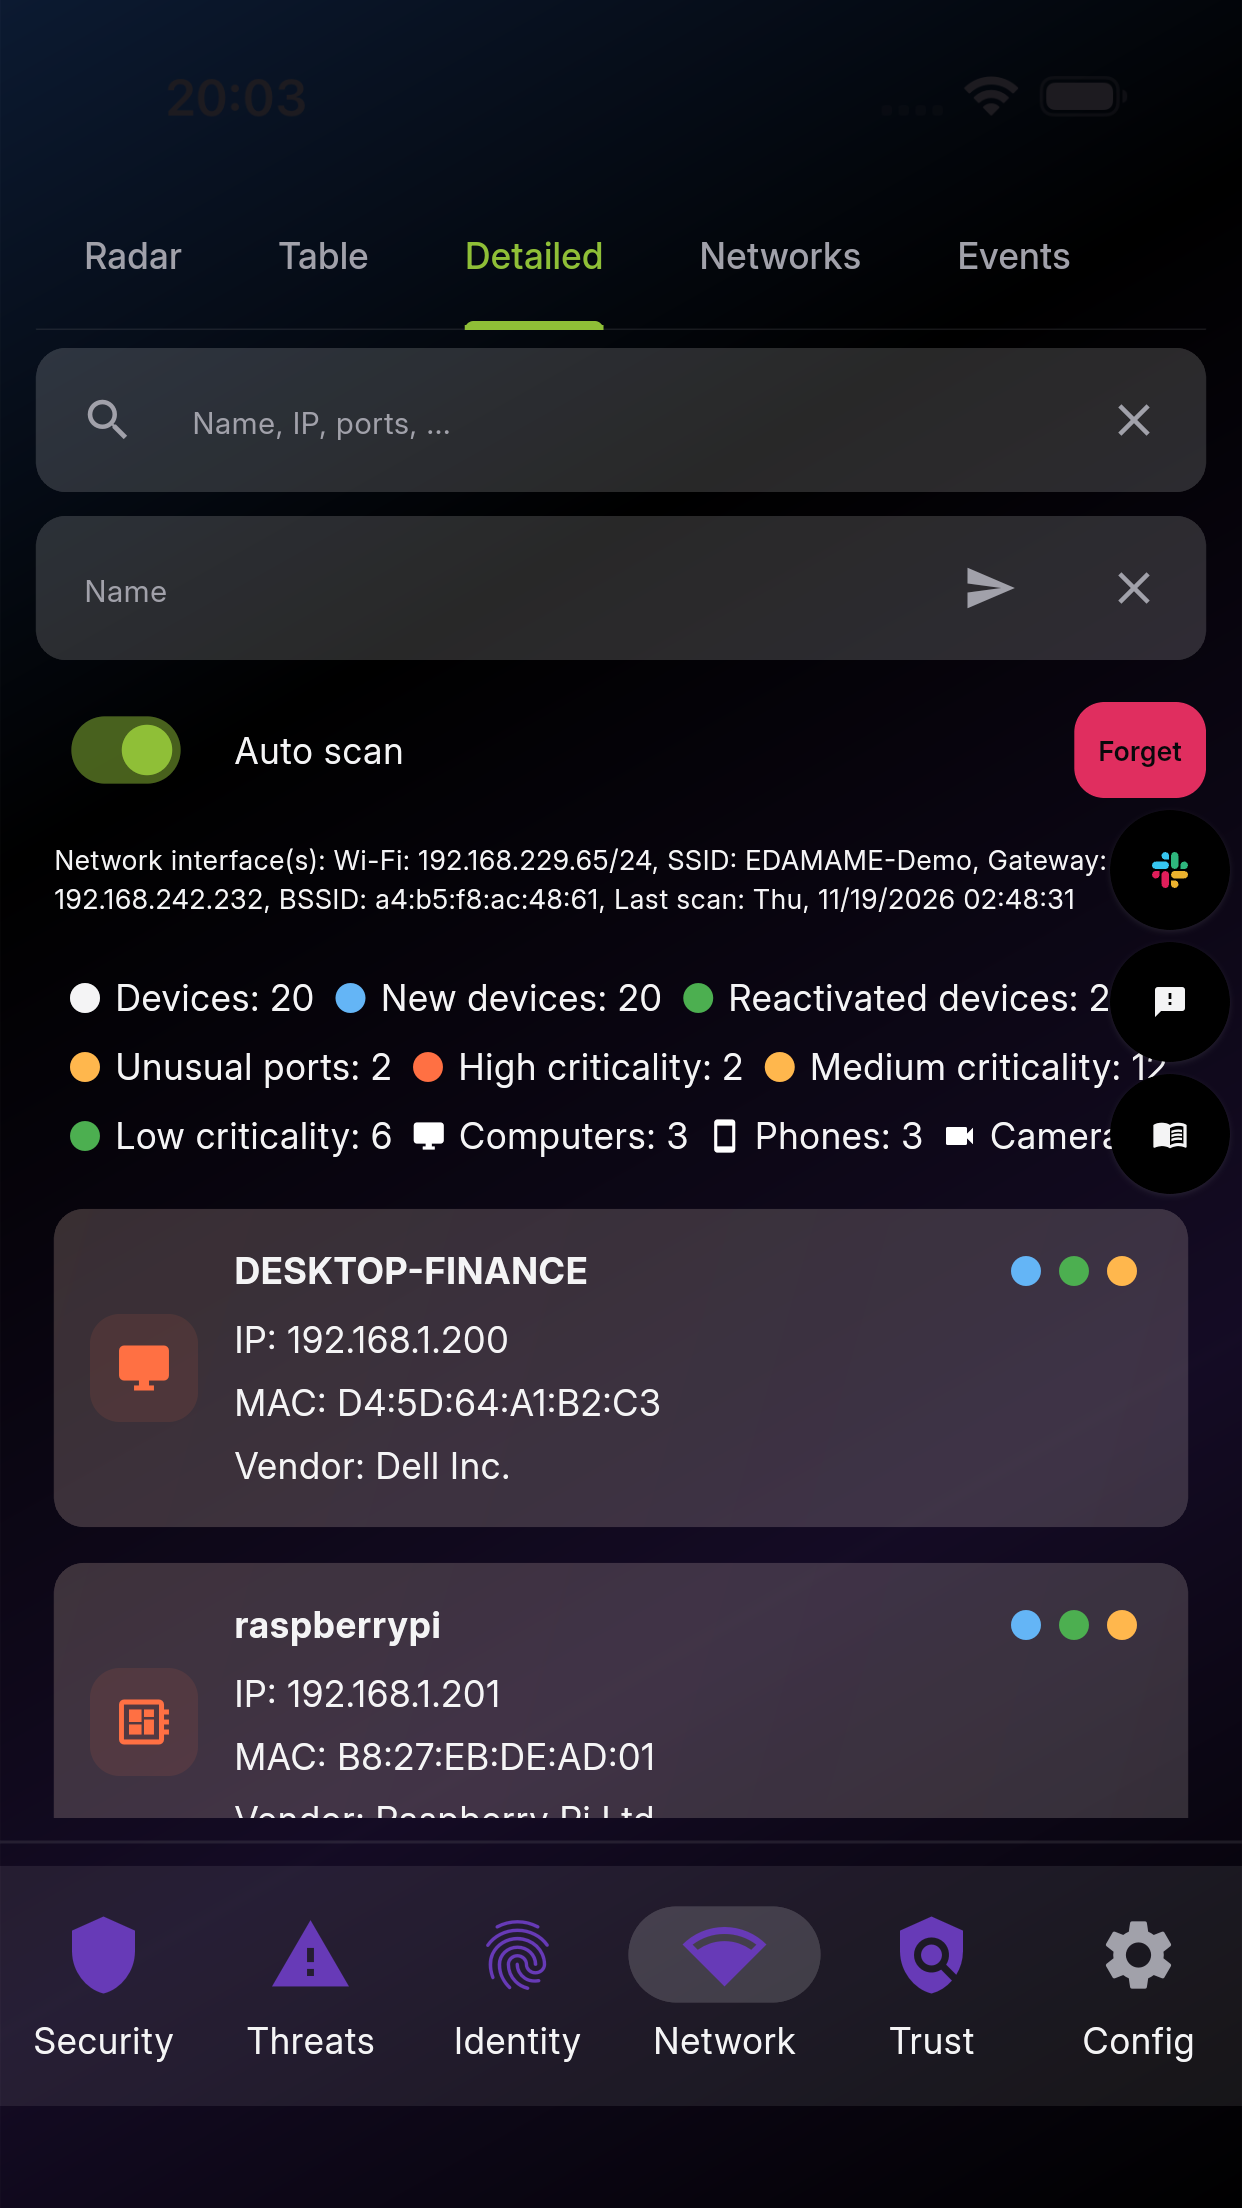 20:03
Radar Table Detailed Networks Events
Name, IP, ports, ...
Name
Auto scan
Forget
Network interface(s): Wi-Fi: 192.168.229.65/24, SSID: EDAMAME-Demo, Gateway:
192.168.242.232, BSSID: a4:b5:f8:ac:48:61, Last scan: Thu, 11/19/2026 02:48:31
Devices: 20 New devices: 20 Reactivated devices: 2
Unusual ports: 2 High criticality: 2 Medium criticality: 12
Low criticality: 6 Computers: 3 Phones: 3
DESKTOP-FINANCE
IP: 192.168.1.200
MAC: D4:5D:64:A1:B2:C3
Vendor: Dell Inc.
raspberrypi
IP: 192.168.1.201
MAC: B8:27:EB:DE:AD:01
Vendor: Raspberry Pi Ltd
Security Threats Identity Network Trust Config